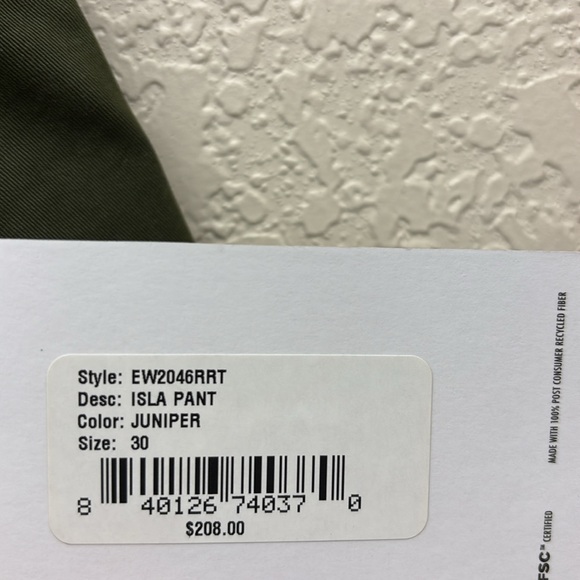 Style: EW2046RRT
Desc: ISLA PANT
Color: JUNIPER
Size: 30
8 40126 74037 0
$208.00
MADE WITH 100% POST CONSUMER RECYCLED FIBER
FSC™ CERTIFIED